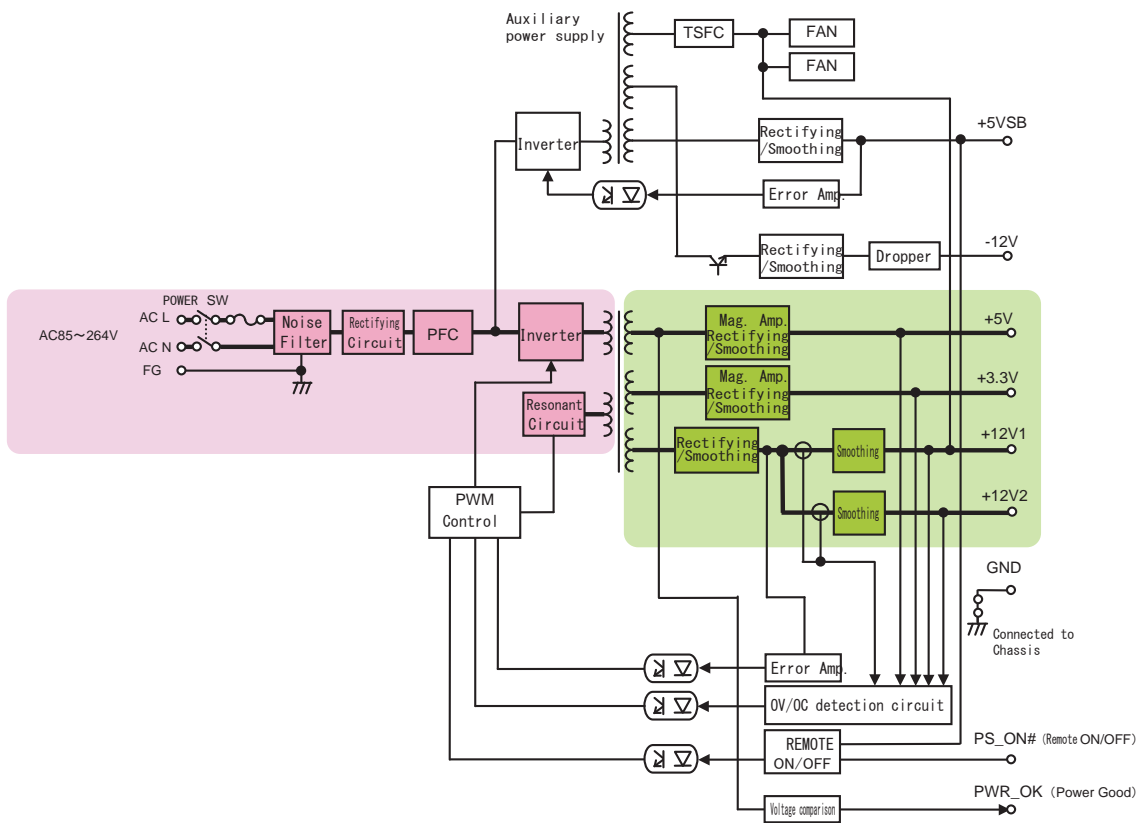 Auxiliary
power supply
TSFC
FAN
FAN
+5VSB
Inverter
Rectifying
/Smoothing
Error Amp.
-12V
Rectifying
/Smoothing
Dropper
POWER SW
AC L
AC85～264V
AC N
FG
Noise
Filter
Rectifying
Circuit
PFC
Inverter
Mag. Amp.
Rectifying
/Smoothing
+5V
Resonant
Circuit
Mag. Amp.
Rectifying
/Smoothing
+3.3V
Rectifying
/Smoothing
Smoothing
+12V1
PWM
Control
Smoothing
+12V2
GND
Connected to
Chassis
Error Amp.
OV/OC detection circuit
REMOTE
ON/OFF
PS_ON# (Remote ON/OFF)
Voltage comparison
PWR_OK (Power Good)